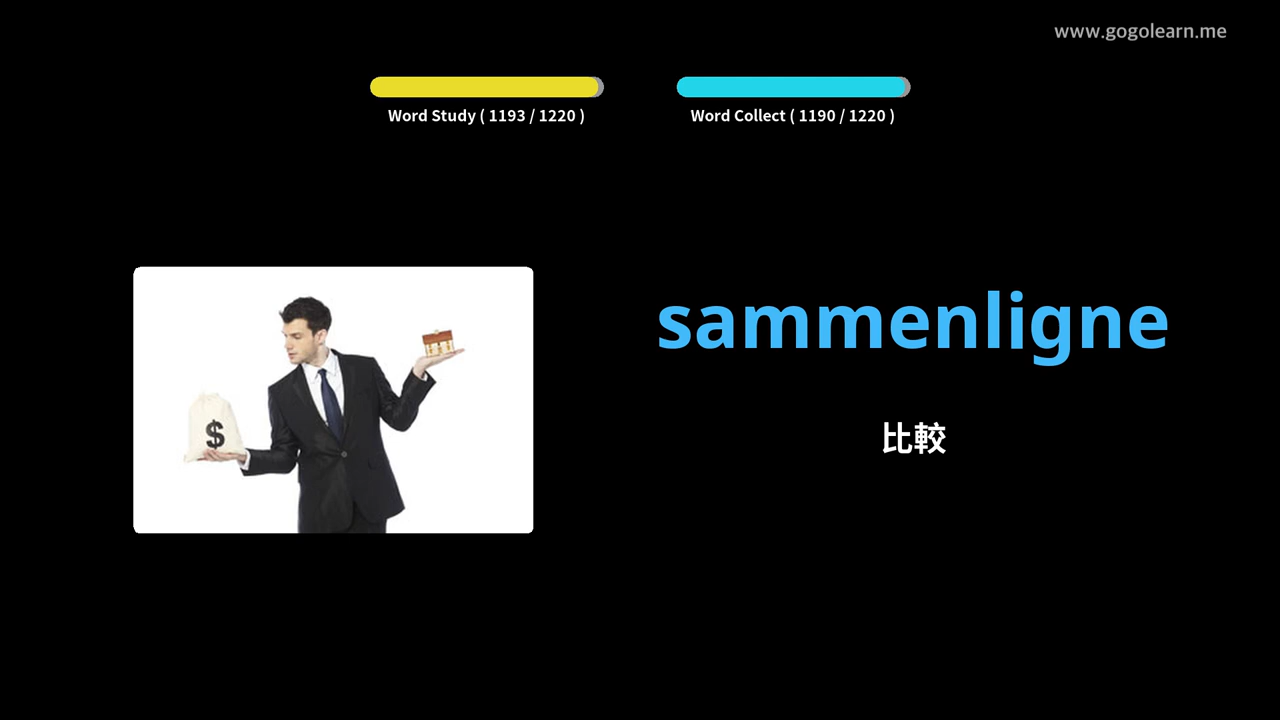 www.gogolearn.me
Word Study ( 1193 / 1220 )
Word Collect ( 1190 / 1220 )
sammenligne
比較
$